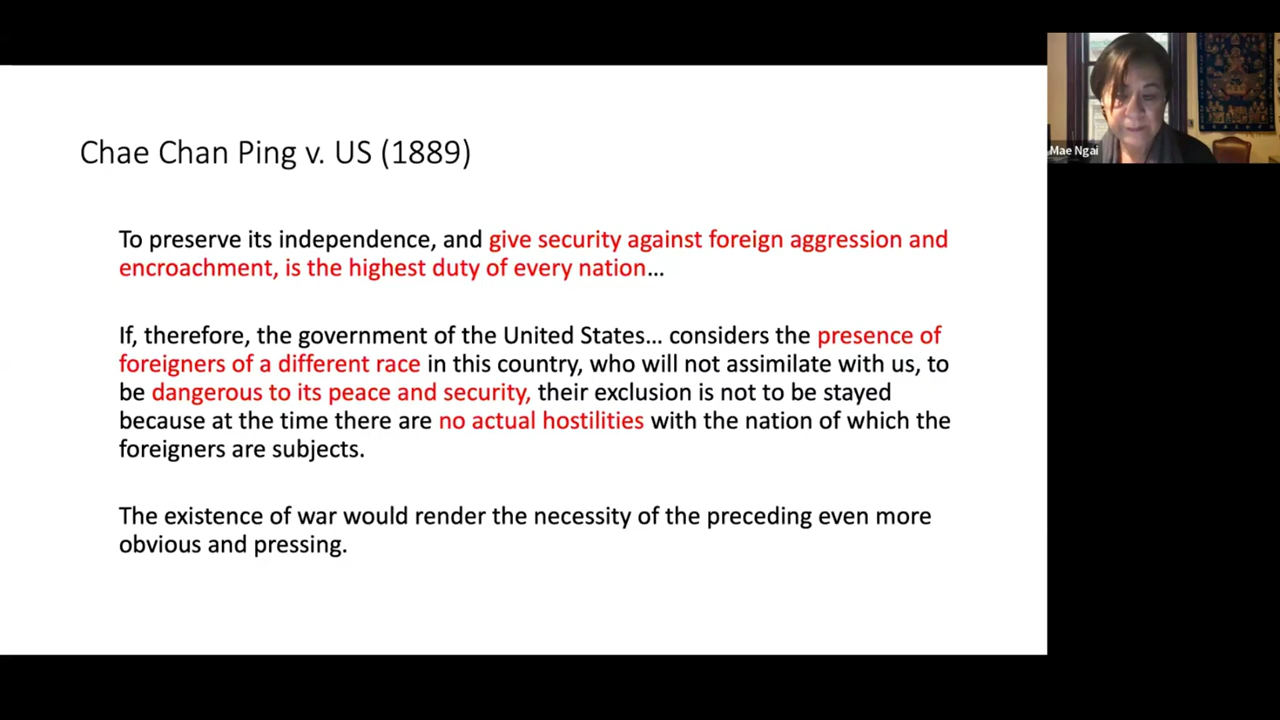 Chae Chan Ping v. US (1889)
To preserve its independence, and give security against foreign aggression and
encroachment, is the highest duty of every nation…
If, therefore, the government of the United States… considers the presence of
foreigners of a different race in this country, who will not assimilate with us, to
be dangerous to its peace and security, their exclusion is not to be stayed
because at the time there are no actual hostilities with the nation of which the
foreigners are subjects.
The existence of war would render the necessity of the preceding even more
obvious and pressing.
Mae Ngai